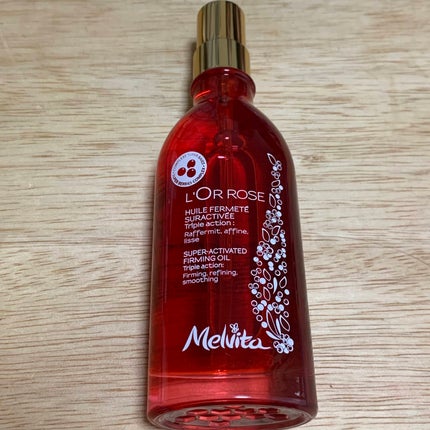 L'OR ROSE
HUILE FERMETÉ
SURACTIVÉE
Triple action :
Raffermit, affine,
lisse
SUPER-ACTIVATED
FIRMING OIL
Triple action:
Firming, refining,
smoothing
Melvita